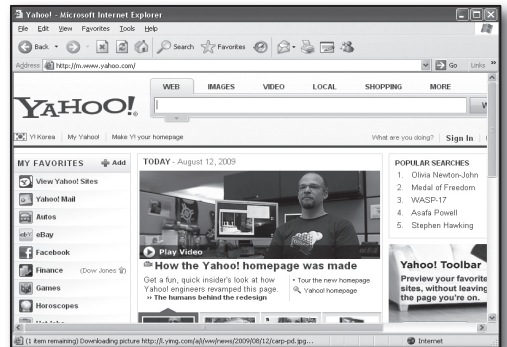 Yahoo! - Microsoft Internet Explorer
File Edit View Favorites Tools Help
Back Search Favorites
Address http://m.www.yahoo.com/ Go Links »
WEB IMAGES VIDEO LOCAL SHOPPING MORE
YAHOO!® W
Y! Korea My Yahoo! Make Y! your homepage What are you doing? Sign In
MY FAVORITES Add
View Yahoo! Sites
Yahoo! Mail
Autos
ebY eBay
Facebook
Finance (Dow Jones)
Games
Horoscopes
TODAY - August 12, 2009
Play Video
How the Yahoo! homepage was made
Get a fun, quick insider's look at how
Yahoo! engineers revamped this page.
» The humans behind the redesign
• Tour the new homepage
Yahoo! homepage
POPULAR SEARCHES
1. Olivia Newton-John
2. Medal of Freedom
3. WASP-17
4. Asafa Powell
5. Stephen Hawking
Yahoo! Toolbar
Preview your favorite
sites, without leaving
the page you're on.
(1 item remaining) Downloading picture http://l.yimg.com/a/i/ww/news/2009/08/12/carp-pd.jpg... Internet